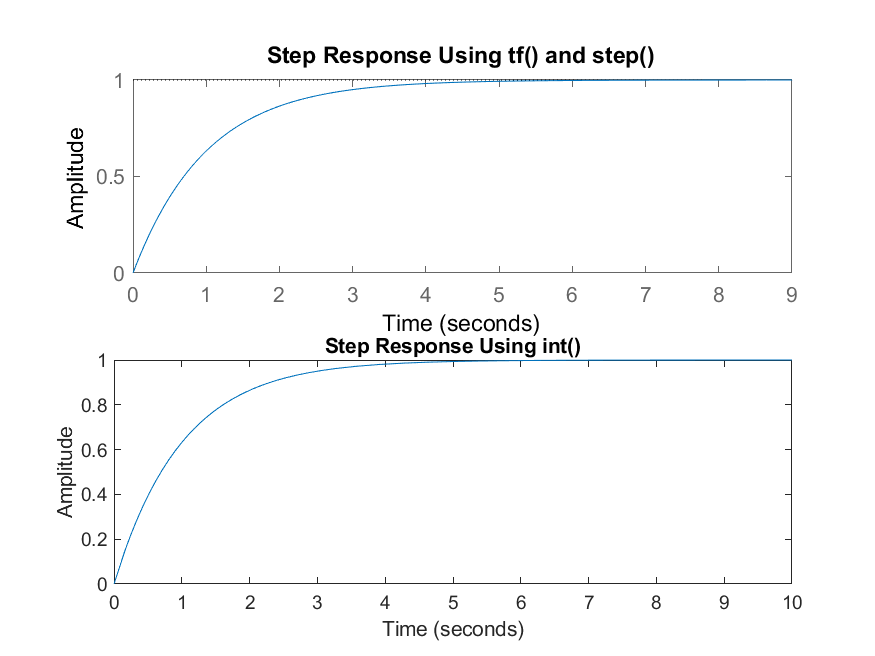 Step Response Using tf() and step()
1
0.5
0
Amplitude
0 1 2 3 4 5 6 7 8 9
Time (seconds)
Step Response Using int()
1
0.8
0.6
0.4
0.2
0
Amplitude
0 1 2 3 4 5 6 7 8 9 10
Time (seconds)